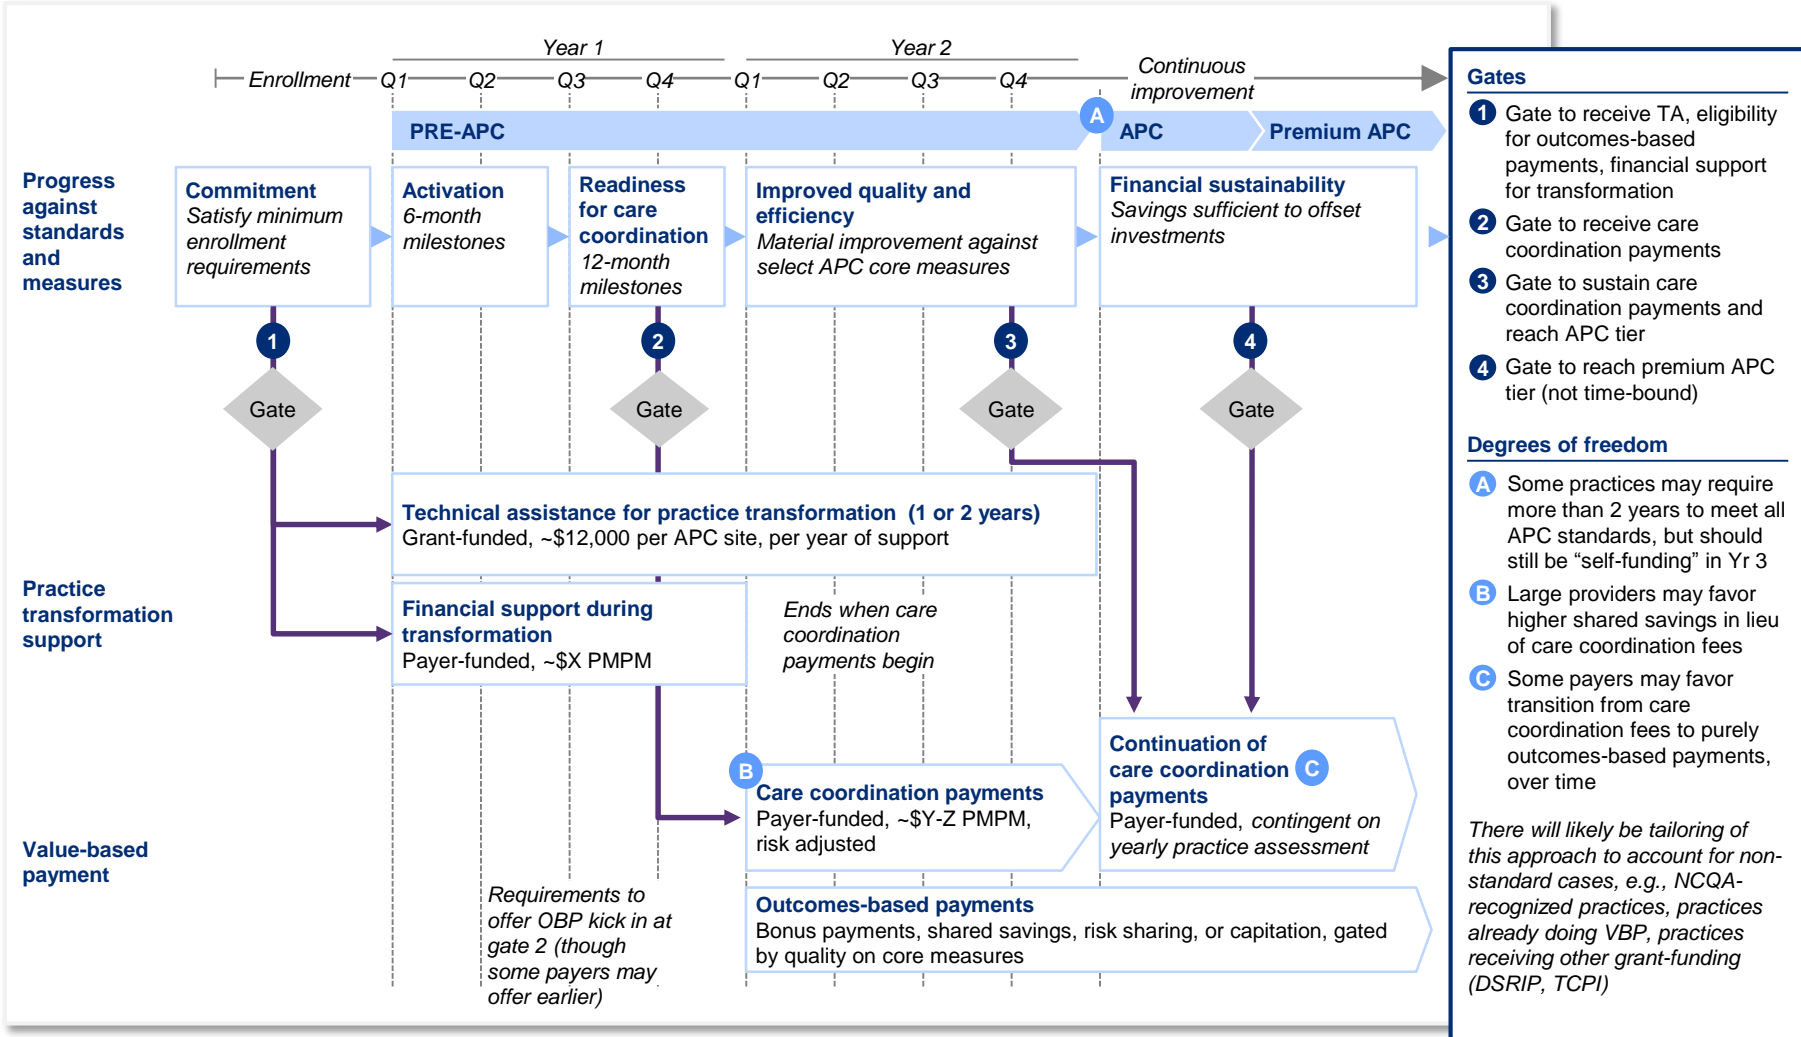 Year 1
Year 2
Enrollment
Q1
Q2
Q3
Q4
Q1
Q2
Q3
Q4
Continuous
improvement
PRE-APC
A
APC
Premium APC
Progress
against
standards
and
measures
Commitment
Satisfy minimum
enrollment
requirements
Activation
6-month
milestones
Readiness
for care
coordination
12-month
milestones
Improved quality and
efficiency
Material improvement against
select APC core measures
Financial sustainability
Savings sufficient to offset
investments
1
2
3
4
Gate
Gate
Gate
Gate
Practice
transformation
support
Technical assistance for practice transformation (1 or 2 years)
Grant-funded, ~$12,000 per APC site, per year of support
Financial support during
transformation
Payer-funded, ~$X PMPM
Ends when care
coordination
payments begin
Value-based
payment
B
Care coordination payments
Payer-funded, ~$Y-Z PMPM,
risk adjusted
Continuation of
care coordination
payments
C
Payer-funded, contingent on
yearly practice assessment
Requirements to
offer OBP kick in at
gate 2 (though
some payers may
offer earlier)
Outcomes-based payments
Bonus payments, shared savings, risk sharing, or capitation, gated
by quality on core measures
Gates
1 Gate to receive TA, eligibility
for outcomes-based
payments, financial support
for transformation
2 Gate to receive care
coordination payments
3 Gate to sustain care
coordination payments and
reach APC tier
4 Gate to reach premium APC
tier (not time-bound)
Degrees of freedom
A Some practices may require
more than 2 years to meet all
APC standards, but should
still be “self-funding” in Yr 3
B Large providers may favor
higher shared savings in lieu
of care coordination fees
C Some payers may favor
transition from care
coordination fees to purely
outcomes-based payments,
over time
There will likely be tailoring of
this approach to account for non-
standard cases, e.g., NCQA-
recognized practices, practices
already doing VBP, practices
receiving other grant-funding
(DSRIP, TCPI)